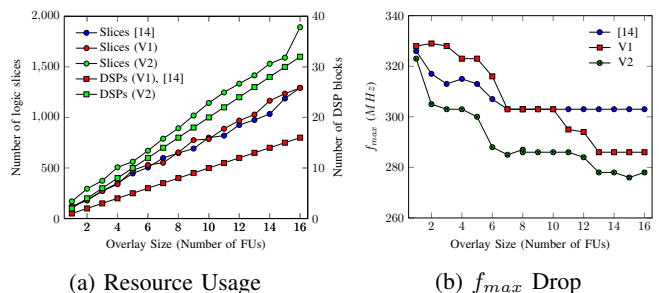 2,000
1,500
1,000
500
0
40
30
20
10
0
2 4 6 8 10 12 14 16
Number of logic slices
Number of DSP blocks
Overlay Size (Number of FUs)
Slices [14]
Slices (V1)
Slices (V2)
DSPs (V1), [14]
DSPs (V2)
(a) Resource Usage
380
340
300
260
2 4 6 8 10 12 14 16
f_max (MHz)
Overlay Size (Number of FUs)
[14]
V1
V2
(b) f_max Drop